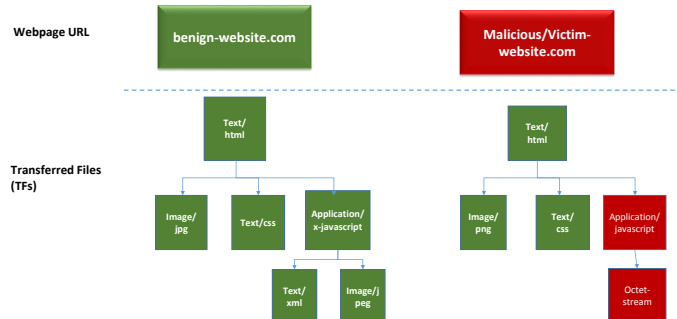 Webpage URL
benign-website.com
Malicious/Victim-
website.com
Text/
html
Text/
html
Transferred Files
(TFs)
Image/
jpg
Text/css
Application/
x-javascript
Image/
png
Text/
css
Application/
javascript
Text/
xml
Image/j
peg
Octet-
stream